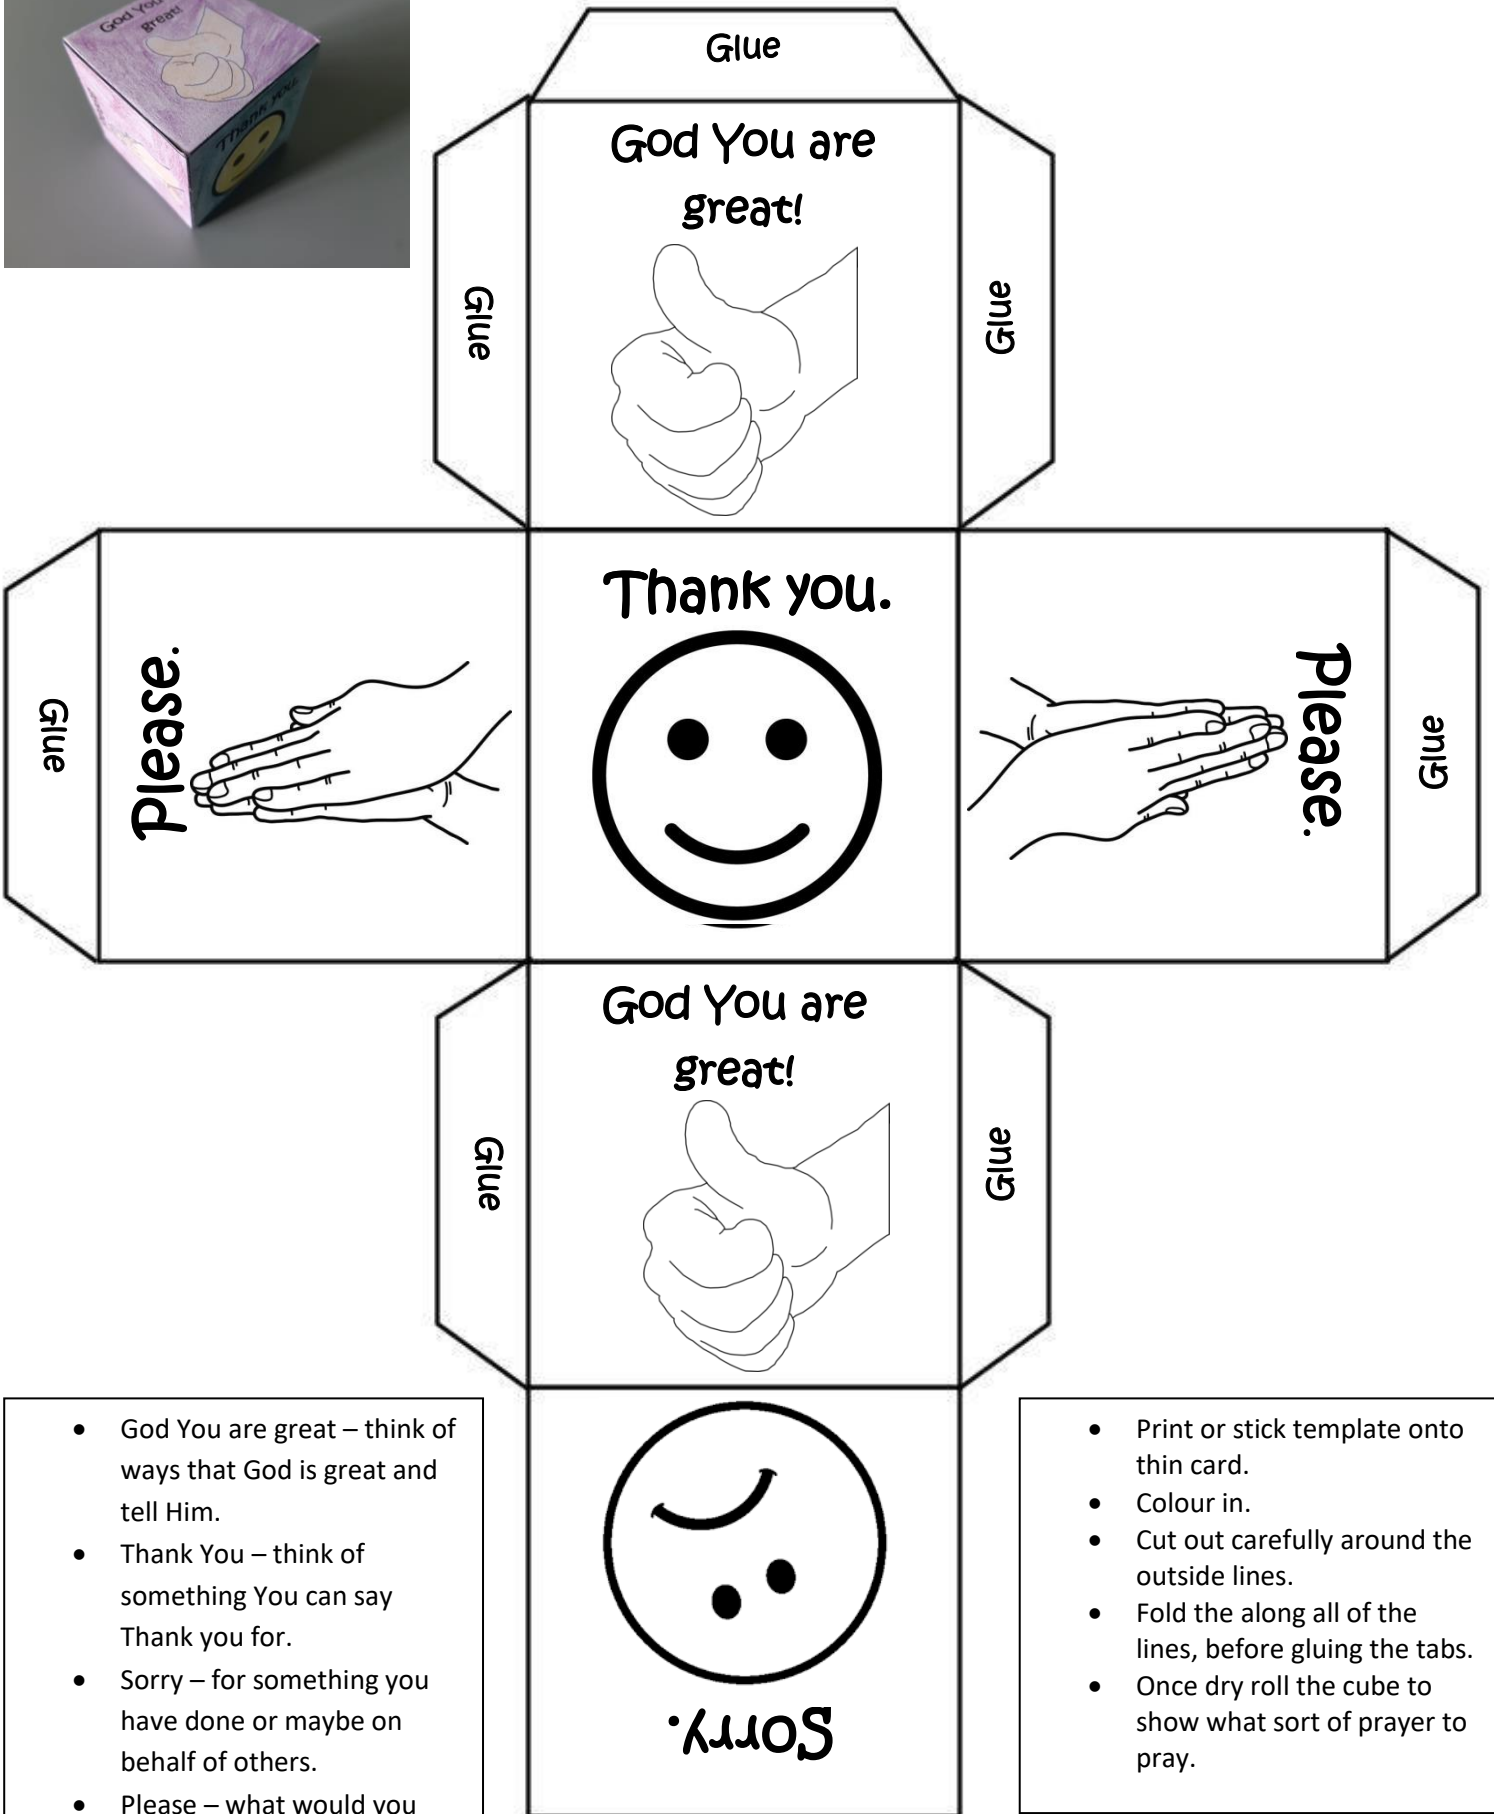 God You
great!
Thank you.
Glue
God You are
great!
Glue
Glue
Thank you.
Glue
Please.
Please.
Glue
God You are
great!
Glue
Glue
Sorry.
• God You are great – think of
ways that God is great and
tell Him.
• Thank You – think of
something You can say
Thank you for.
• Sorry – for something you
have done or maybe on
behalf of others.
• Please – what would you
• Print or stick template onto
thin card.
• Colour in.
• Cut out carefully around the
outside lines.
• Fold the along all of the
lines, before gluing the tabs.
• Once dry roll the cube to
show what sort of prayer to
pray.